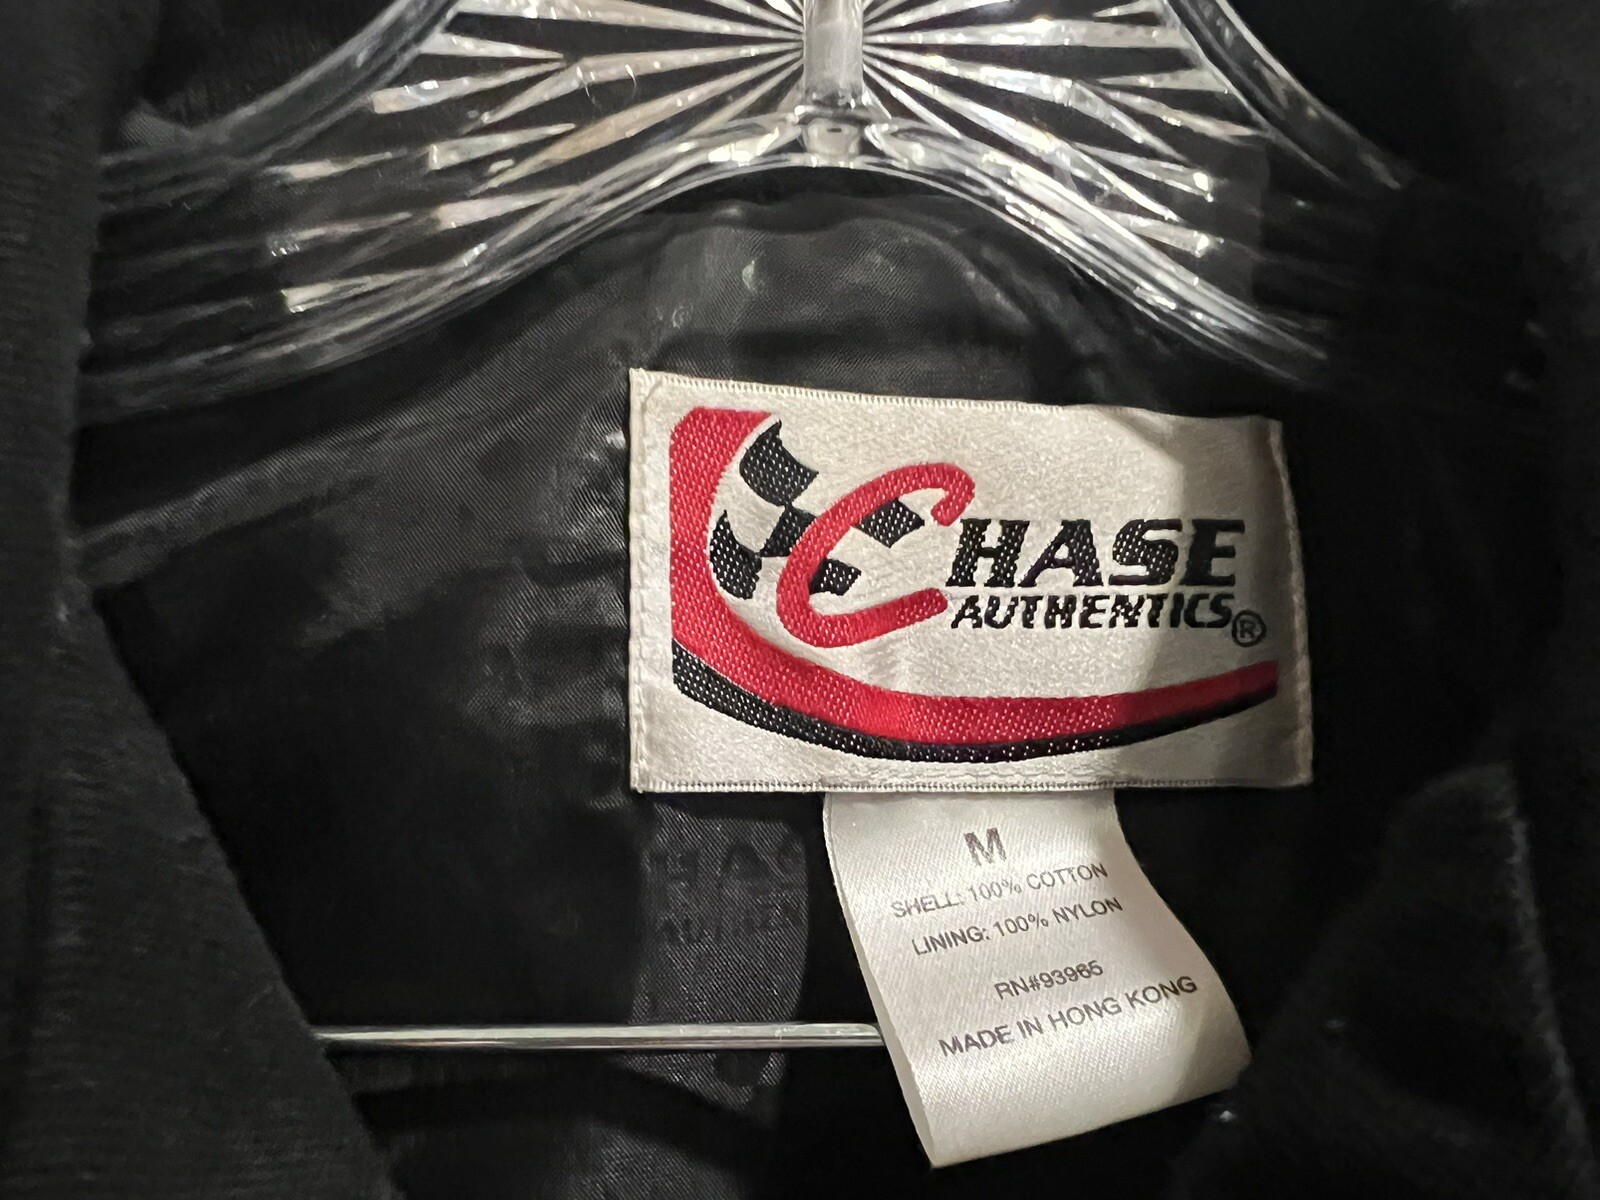 CHASE
AUTHENTICS®
M
SHELL: 100% COTTON
LINING: 100% NYLON
RN#93965
MADE IN HONG KONG